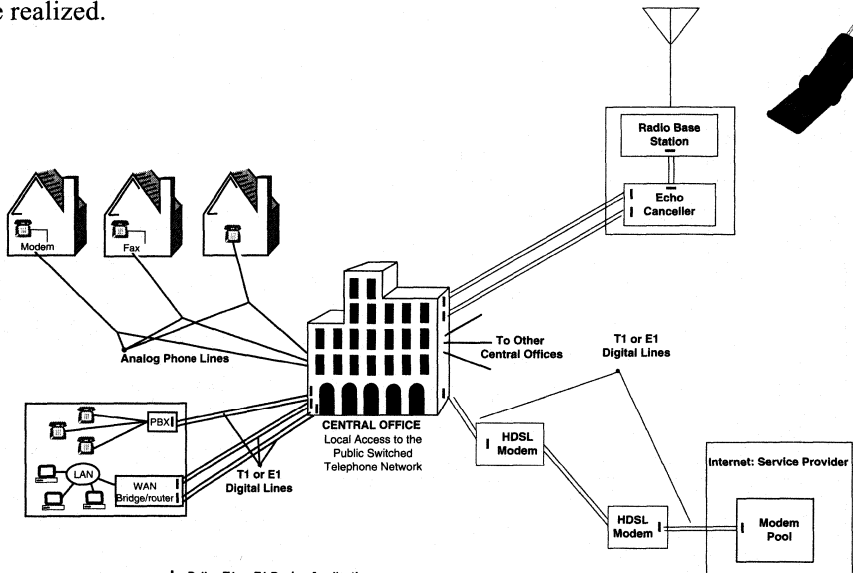 e realized.
Radio Base
Station
Echo
Canceller
Modem
Fax
To Other
Central Offices
T1 or E1
Digital Lines
Analog Phone Lines
CENTRAL OFFICE
Local Access to the
Public Switched
Telephone Network
PBX
LAN
WAN
Bridge/router
T1 or E1
Digital Lines
HDSL
Modem
Internet: Service Provider
HDSL
Modem
Modem
Pool